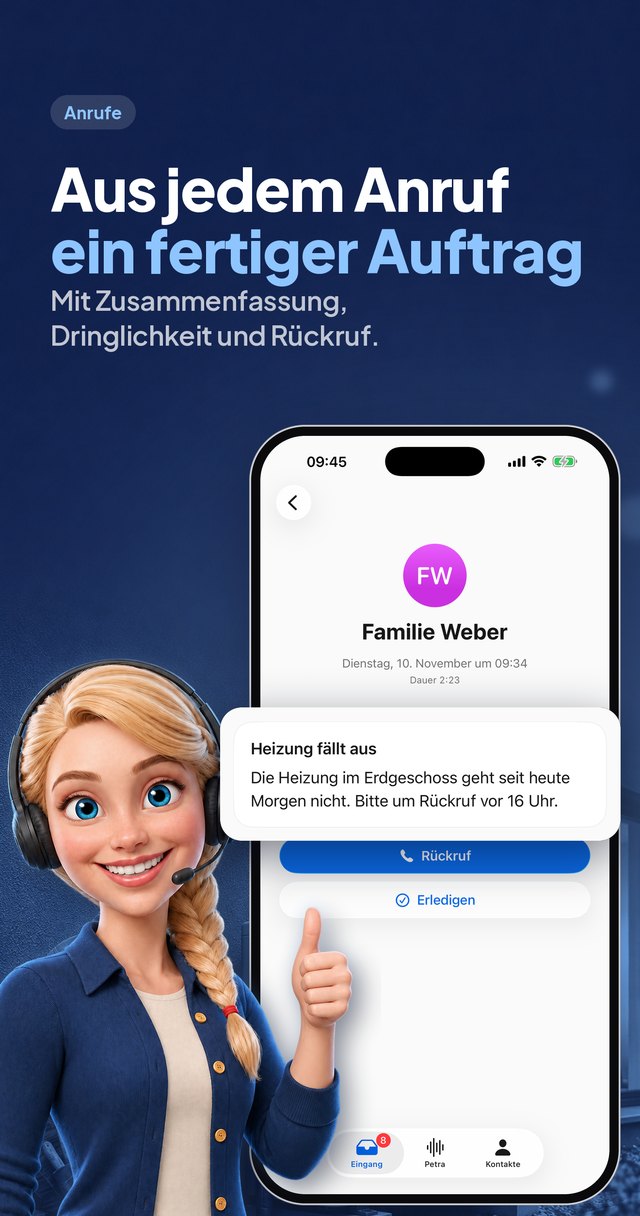 Anrufe
Aus jedem Anruf
ein fertiger Auftrag
Mit Zusammenfassung,
Dringlichkeit und Rückruf.
09:45
FW
Familie Weber
Dienstag, 10. November um 09:34
Dauer 2:23
Heizung fällt aus
Die Heizung im Erdgeschoss geht seit heute
Morgen nicht. Bitte um Rückruf vor 16 Uhr.
Rückruf
Erledigen
8
Eingang
Petra
Kontakte